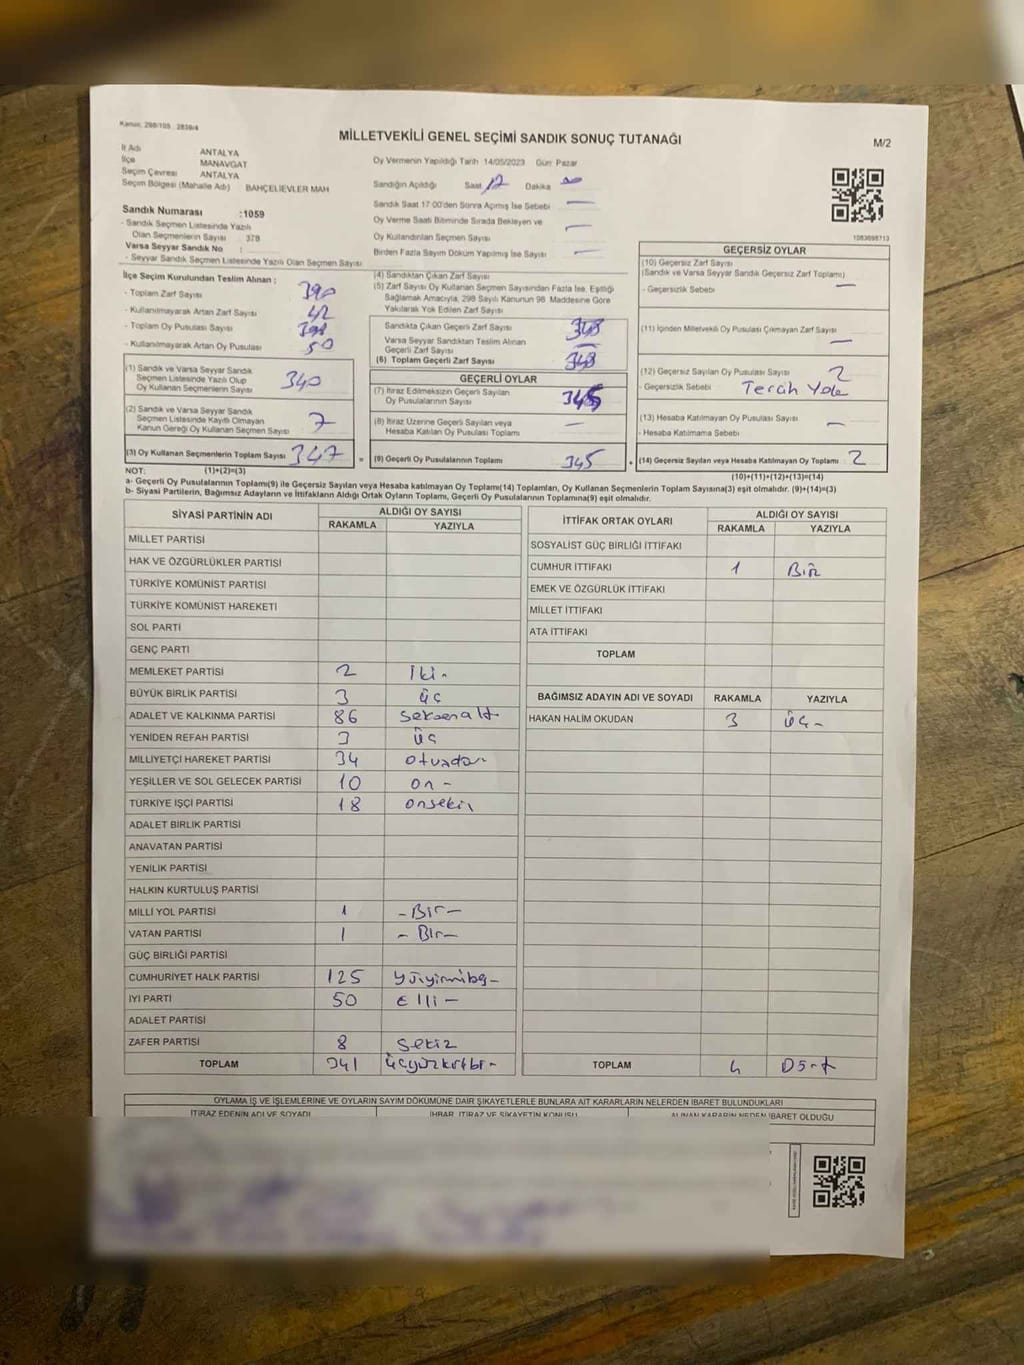 Kanun: 298/105 : 2839/4
MİLLETVEKİLİ GENEL SEÇİMİ SANDIK SONUÇ TUTANAĞI
M/2
İl Adı ANTALYA
İlçe MANAVGAT
Seçim Çevresi ANTALYA
Seçim Bölgesi (Mahalle Adı) BAHÇELİEVLER MAH
Sandık Numarası :1059
- Sandık Seçmen Listesinde Yazılı
Olan Seçmenlerin Sayısı : 378
Varsa Seyyar Sandık No :
- Seyyar Sandık Seçmen Listesinde Yazılı Olan Seçmen Sayısı
Oy Vermenin Yapıldığı Tarih 14/05/2023 Gün: Pazar
Sandığın Açıldığı Saat 17 Dakika 00
Sandık Saat 17:00'den Sonra Açımış İse Sebebi —
Oy Verme Saati Bitiminde Sırada Bekleyen ve
Oy Kullandırılan Seçmen Sayısı —
Birden Fazla Sayım Döküm Yapılmış İse Sayısı —
1083698713
İlçe Seçim Kurulundan Teslim Alınan :
- Toplam Zarf Sayısı 390
- Kullanılmayarak Artan Zarf Sayısı 42
- Toplam Oy Pusulası Sayısı
- Kullanılmayarak Artan Oy Pusulası 50
(1) Sandık ve Varsa Seyyar Sandık
Seçmen Listesinde Yazılı Olup
Oy Kullanan Seçmenlerin Sayısı 340
(2) Sandık ve Varsa Seyyar Sandık
Seçmen Listesinde Kayıtlı Olmayan
Kanun Gereği Oy Kullanan Seçmen Sayısı 7
(3) Oy Kullanan Seçmenlerin Toplam Sayısı 347
(4) Sandıktan Çıkan Zarf Sayısı
(5) Zarf Sayısı Oy Kullanan Seçmen Sayısından Fazla İse, Eşitliği
Sağlamak Amacıyla, 298 Sayılı Kanunun 98. Maddesine Göre
Yakılarak Yok Edilen Zarf Sayısı
Sandıkta Çıkan Geçerli Zarf Sayısı
Varsa Seyyar Sandıktan Teslim Alınan
Geçerli Zarf Sayısı —
(6) Toplam Geçerli Zarf Sayısı
GEÇERLİ OYLAR
(7) İtiraz Edilmeksizin Geçerli Sayılan
Oy Pusulalarının Sayısı 345
(8) İtiraz Üzerine Geçerli Sayılan veya
Hesaba Katılan Oy Pusulası Toplamı —
= (9) Geçerli Oy Pusulalarının Toplamı 345
GEÇERSİZ OYLAR
(10) Geçersiz Zarf Sayısı
(Sandık ve Varsa Seyyar Sandık Geçersiz Zarf Toplamı)
- Geçersizlik Sebebi : —
(11) İçinden Milletvekili Oy Pusulası Çıkmayan Zarf Sayısı —
(12) Geçersiz Sayılan Oy Pusulası Sayısı 2
- Geçersizlik Sebebi : Tercih Yok
(13) Hesaba Katılmayan Oy Pusulası Sayısı —
- Hesaba Katılmama Sebebi
+ (14) Geçersiz Sayılan veya Hesaba Katılmayan Oy Toplamı 2
NOT: (1)+(2)=(3)
(10)+(11)+(12)+(13)=(14)
a- Geçerli Oy Pusulasının Toplamı(9) ile Geçersiz Sayılan veya Hesaba katılmayan Oy Toplamı(14) Toplamları, Oy Kullanan Seçmenlerin Toplam Sayısına(3) eşit olmalıdır. (9)+(14)=(3)
b- Siyasi Partilerin, Bağımsız Adayların ve İttifakların Aldığı Ortak Oyların Toplamı, Geçerli Oy Pusulasının Toplamına(9) eşit olmalıdır.
SİYASİ PARTİNİN ADI ALDIĞI OY SAYISI
RAKAMLA YAZIYLA
MİLLET PARTİSİ
HAK VE ÖZGÜRLÜKLER PARTİSİ
TÜRKİYE KOMÜNİST PARTİSİ
TÜRKİYE KOMÜNİST HAREKETİ
SOL PARTİ
GENÇ PARTİ
MEMLEKET PARTİSİ 2 İki -
BÜYÜK BİRLİK PARTİSİ 3 üç
ADALET VE KALKINMA PARTİSİ 86 Seksenaltı
YENİDEN REFAH PARTİSİ 3 üç
MİLLİYETÇİ HAREKET PARTİSİ 34
YEŞİLLER VE SOL GELECEK PARTİSİ 10 on -
TÜRKİYE İŞÇİ PARTİSİ 18 onsekiz
ADALET BİRLİK PARTİSİ
ANAVATAN PARTİSİ
YENİLİK PARTİSİ
HALKIN KURTULUŞ PARTİSİ
MİLLİ YOL PARTİSİ 1 - Bir -
VATAN PARTİSİ 1 - Bir -
GÜÇ BİRLİĞİ PARTİSİ
CUMHURİYET HALK PARTİSİ 125
İYİ PARTİ 50 Elli -
ADALET PARTİSİ
ZAFER PARTİSİ 8 Sekiz
TOPLAM 341 Üçyüzkırkbir -
İTTİFAK ORTAK OYLARI ALDIĞI OY SAYISI
RAKAMLA YAZIYLA
SOSYALİST GÜÇ BİRLİĞİ İTTİFAKI
CUMHUR İTTİFAKI 1 Bir
EMEK VE ÖZGÜRLÜK İTTİFAKI
MİLLET İTTİFAKI
ATA İTTİFAKI
TOPLAM
BAĞIMSIZ ADAYIN ADI VE SOYADI RAKAMLA YAZIYLA
HAKAN HALİM OKUDAN 3 Üç -
TOPLAM 4 Dört
OYLAMA İŞ VE İŞLEMLERİNE VE OYLARIN SAYIM DÖKÜMÜNE DAİR ŞİKAYETLERLE BUNLARA AİT KARARLARIN NELERDEN İBARET BULUNDUKLARI
İTİRAZ EDENİN ADI VE SOYADI İHBAR, İTİRAZ VE ŞİKAYETİN KONUSU ALINAN KARARIN NEDEN İBARET OLDUĞU